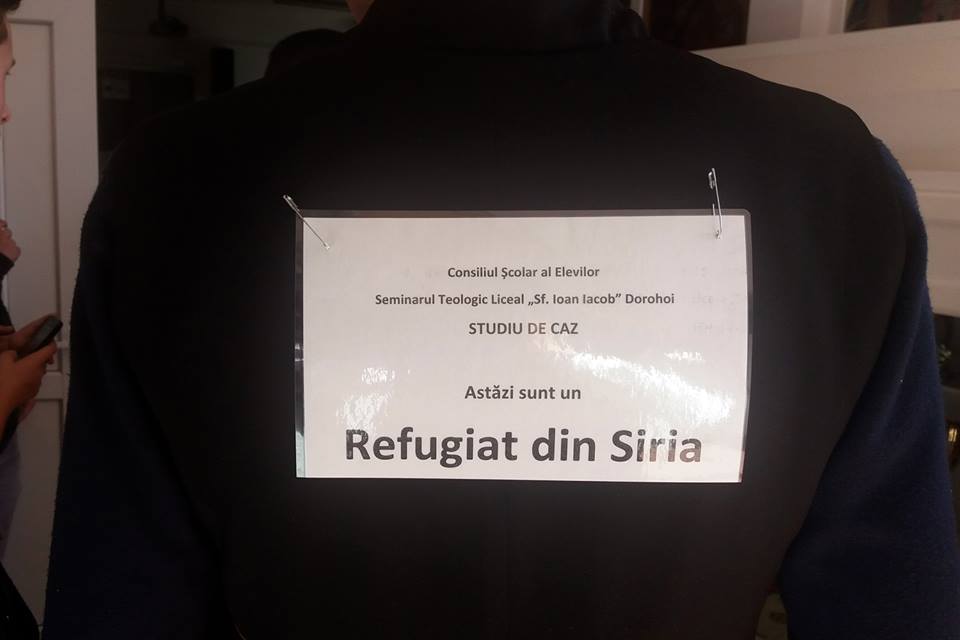 Consiliul Școlar al Elevilor
Seminarul Teologic Liceal „Sf. Ioan Iacob” Dorohoi
STUDIU DE CAZ
Astăzi sunt un
Refugiat din Siria